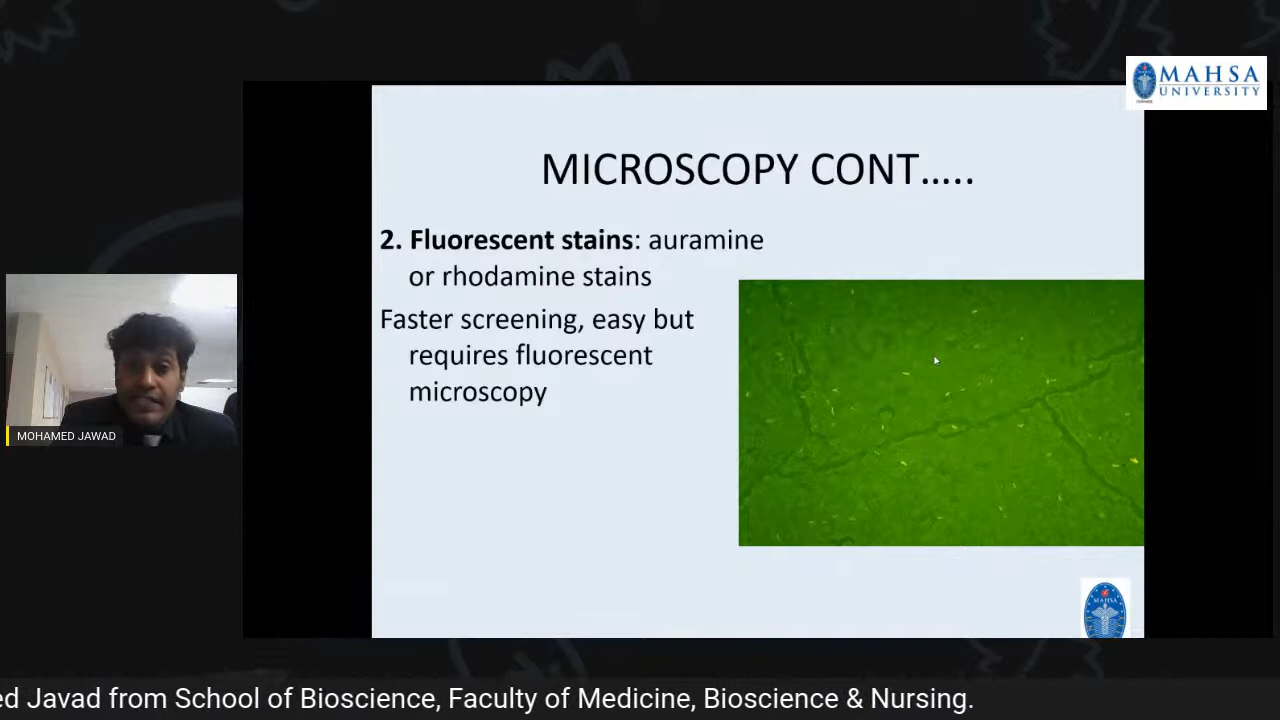 MAHSA
UNIVERSITY
MICROSCOPY CONT…..
2. Fluorescent stains: auramine
or rhodamine stains
Faster screening, easy but
requires fluorescent
microscopy
MOHAMED JAWAD
MAHSA
ed Javad from School of Bioscience, Faculty of Medicine, Bioscience & Nursing.